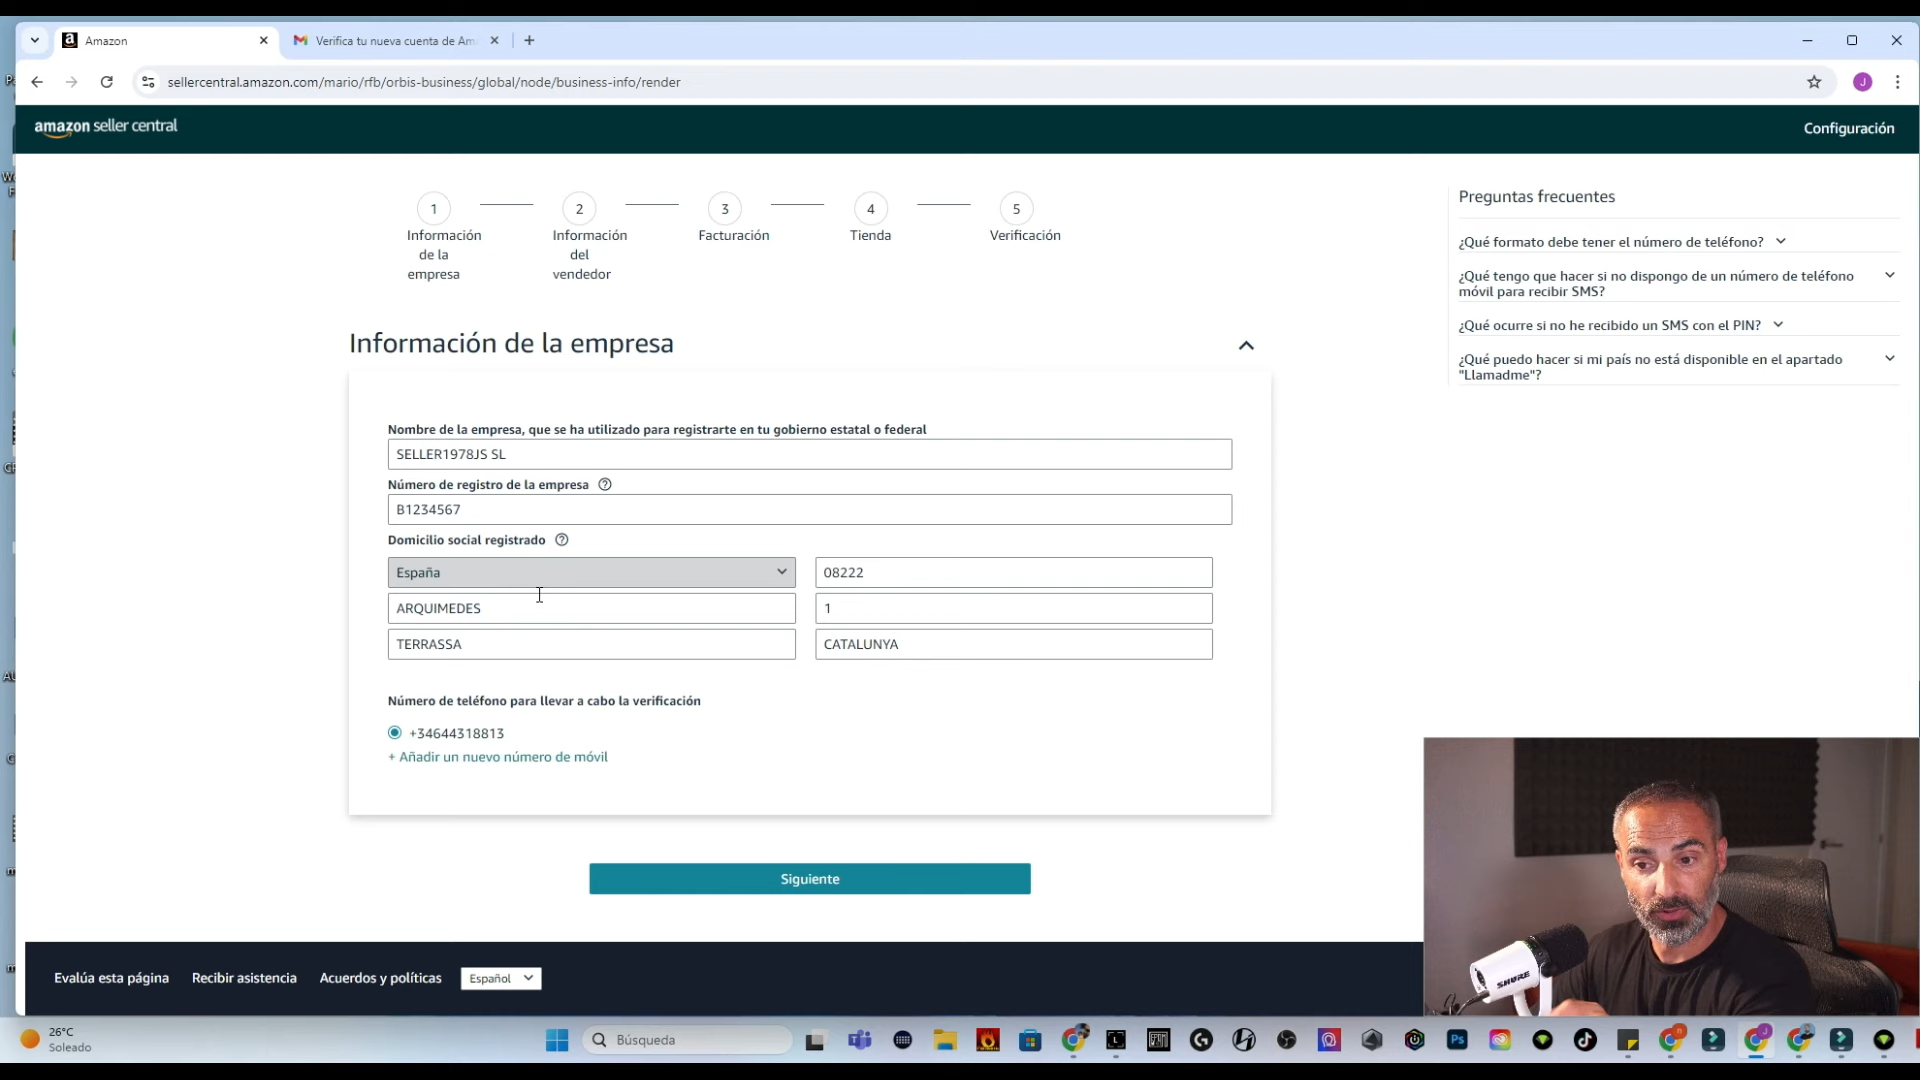 Amazon
Verifica tu nueva cuenta de Am
sellercentral.amazon.com/mario/rfb/orbis-business/global/node/business-info/render
J
amazon seller central
Configuración
1
2
3
4
5
Información de la empresa
Información del vendedor
Facturación
Tienda
Verificación
Preguntas frecuentes
¿Qué formato debe tener el número de teléfono?
¿Qué tengo que hacer si no dispongo de un número de teléfono
móvil para recibir SMS?
¿Qué ocurre si no he recibido un SMS con el PIN?
¿Qué puedo hacer si mi país no está disponible en el apartado
"Llamadme"?
Información de la empresa
Nombre de la empresa, que se ha utilizado para registrarte en tu gobierno estatal o federal
SELLER1978JS SL
Número de registro de la empresa
B1234567
Domicilio social registrado
España
08222
ARQUIMEDES
1
TERRASSA
CATALUNYA
Número de teléfono para llevar a cabo la verificación
+34644318813
+ Añadir un nuevo número de móvil
Siguiente
SHURE
Evalúa esta página
Recibir asistencia
Acuerdos y políticas
Español
26°C
Soleado
Búsqueda
Ps